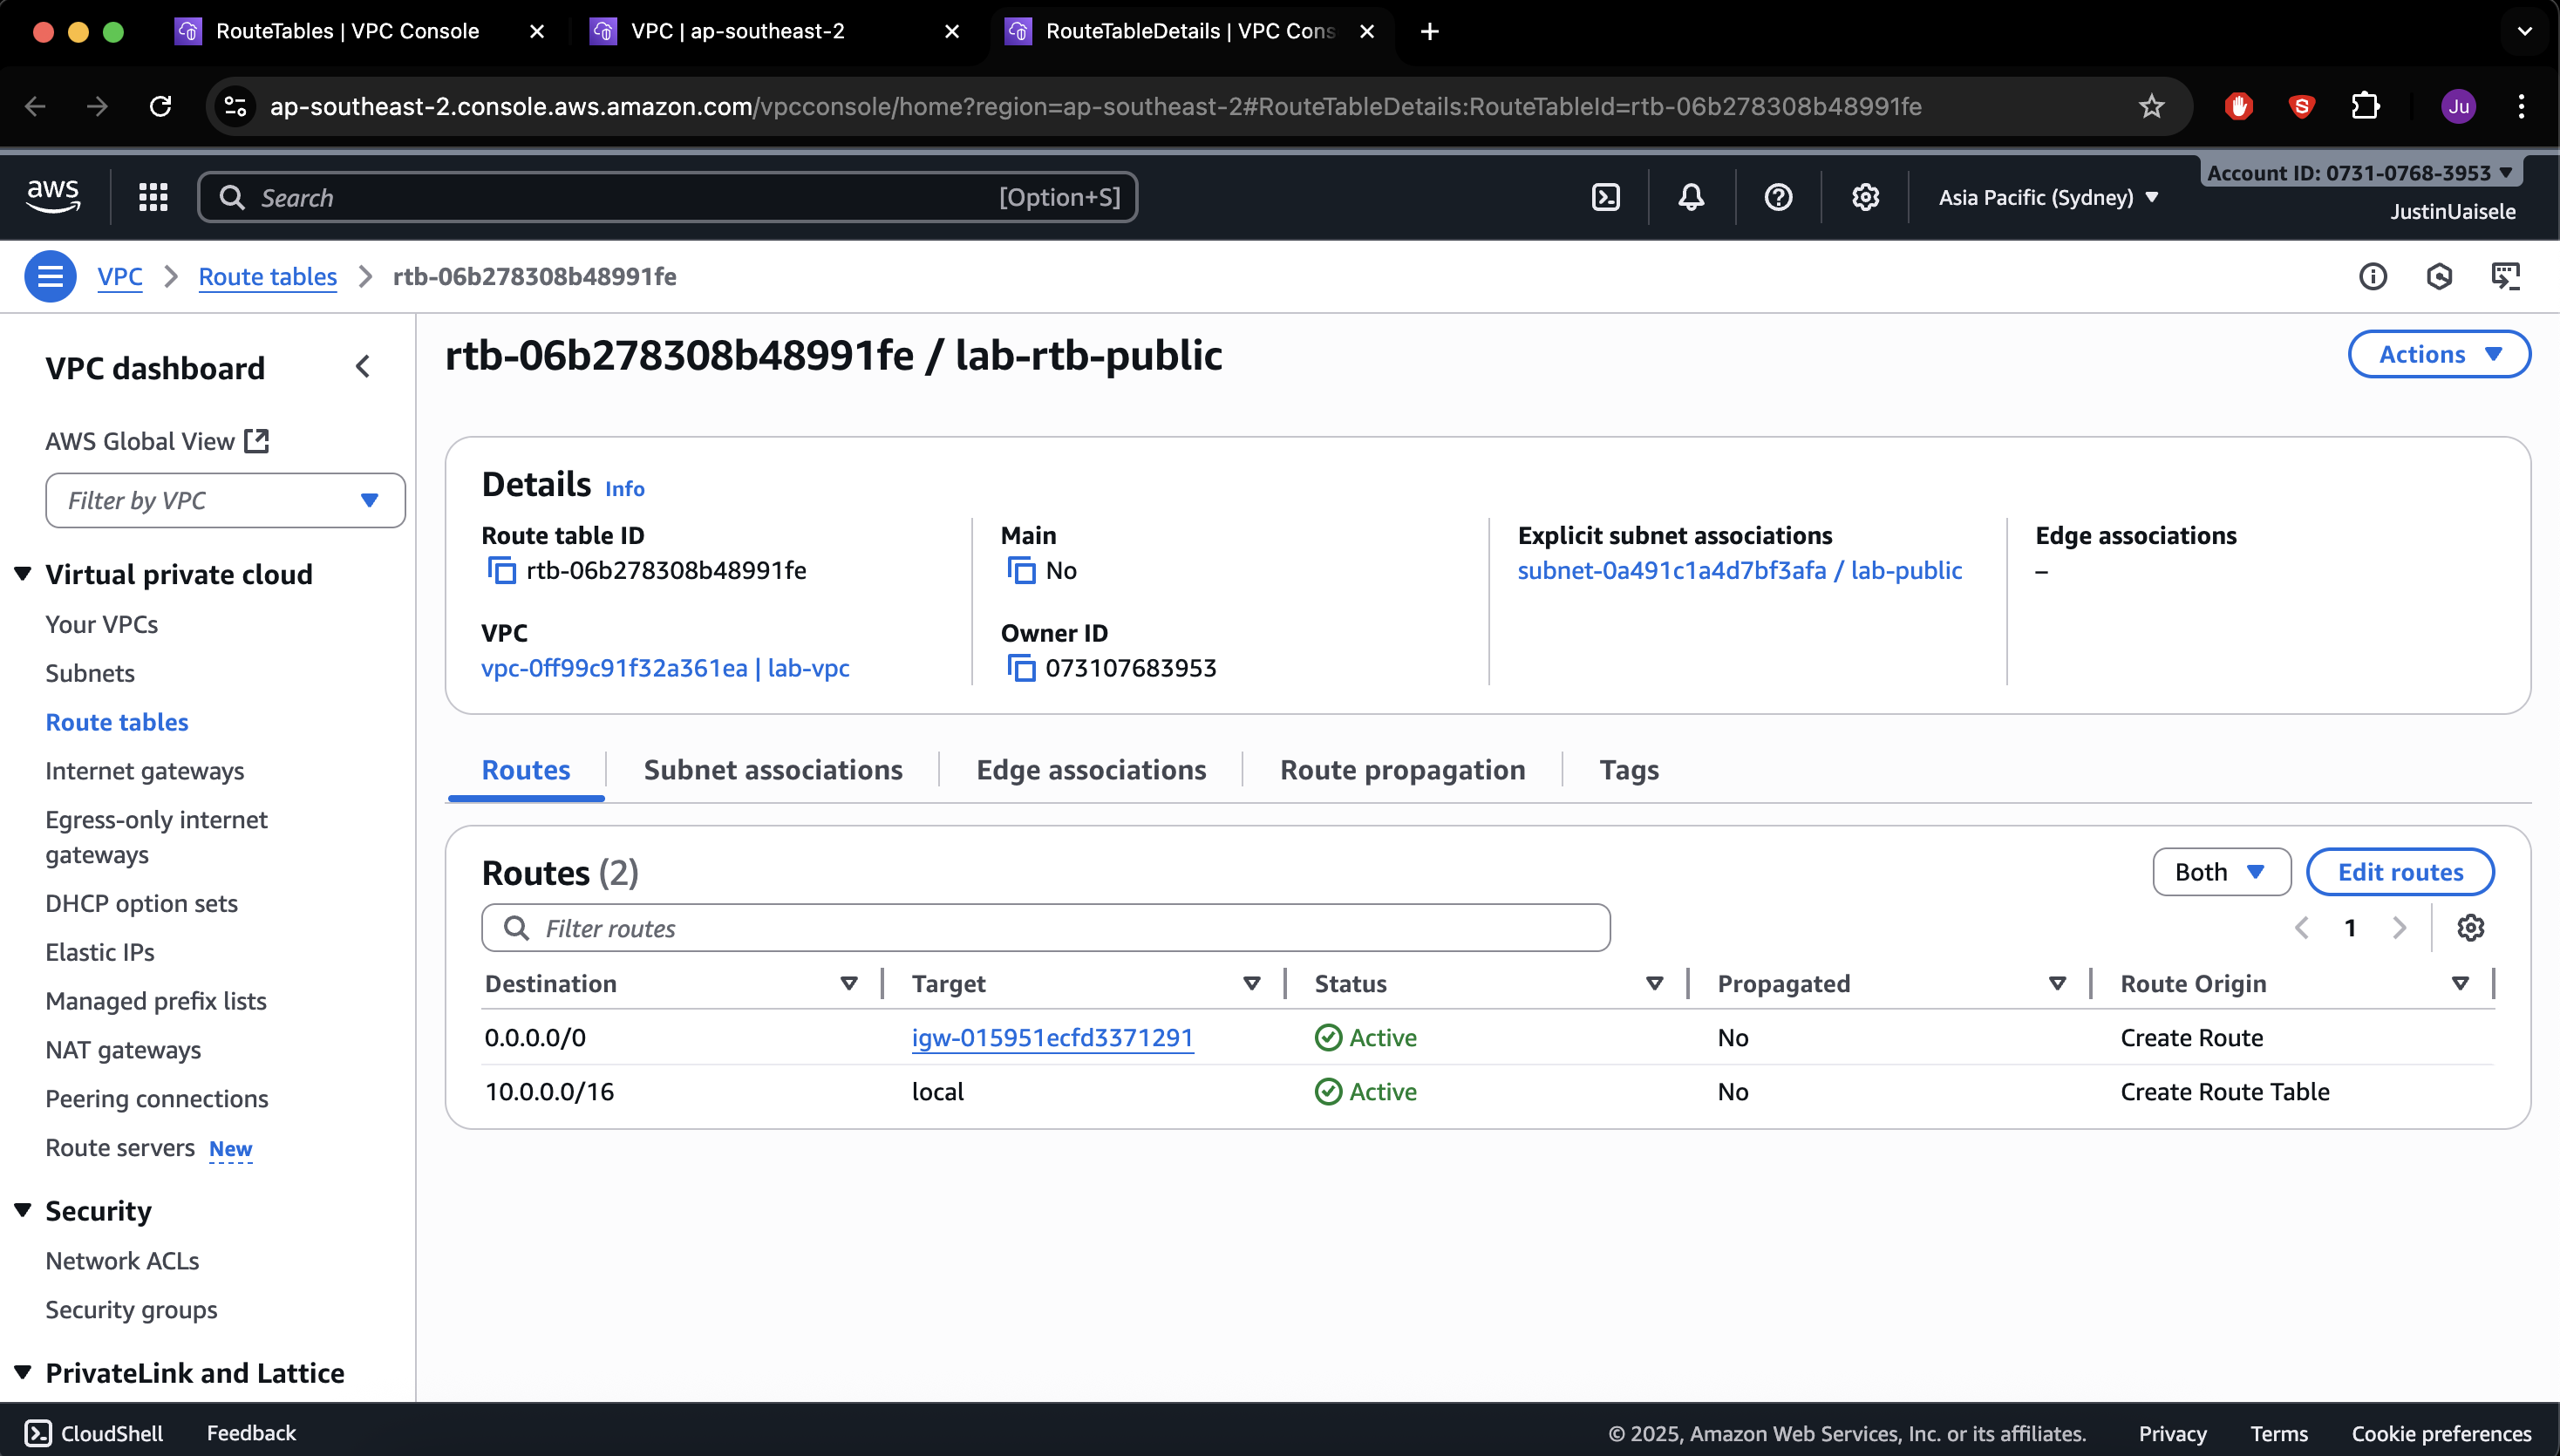 RouteTables | VPC Console
VPC | ap-southeast-2
RouteTableDetails | VPC Cons
ap-southeast-2.console.aws.amazon.com/vpcconsole/home?region=ap-southeast-2#RouteTableDetails:RouteTableId=rtb-06b278308b48991fe
Ju
aws
Search
[Option+S]
Asia Pacific (Sydney)
Account ID: 0731-0768-3953
JustinUaisele
VPC
Route tables
rtb-06b278308b48991fe
VPC dashboard
AWS Global View
Filter by VPC
Virtual private cloud
Your VPCs
Subnets
Route tables
Internet gateways
Egress-only internet
gateways
DHCP option sets
Elastic IPs
Managed prefix lists
NAT gateways
Peering connections
Route servers New
Security
Network ACLs
Security groups
PrivateLink and Lattice
rtb-06b278308b48991fe / lab-rtb-public
Actions
Details Info
Route table ID
rtb-06b278308b48991fe
Main
No
Explicit subnet associations
subnet-0a491c1a4d7bf3afa / lab-public
Edge associations
–
VPC
vpc-0ff99c91f32a361ea | lab-vpc
Owner ID
073107683953
Routes
Subnet associations
Edge associations
Route propagation
Tags
Routes (2)
Both
Edit routes
Filter routes
1
Destination Target Status Propagated Route Origin
0.0.0.0/0 igw-015951ecfd3371291 Active No Create Route
10.0.0.0/16 local Active No Create Route Table
CloudShell
Feedback
© 2025, Amazon Web Services, Inc. or its affiliates.
Privacy
Terms
Cookie preferences